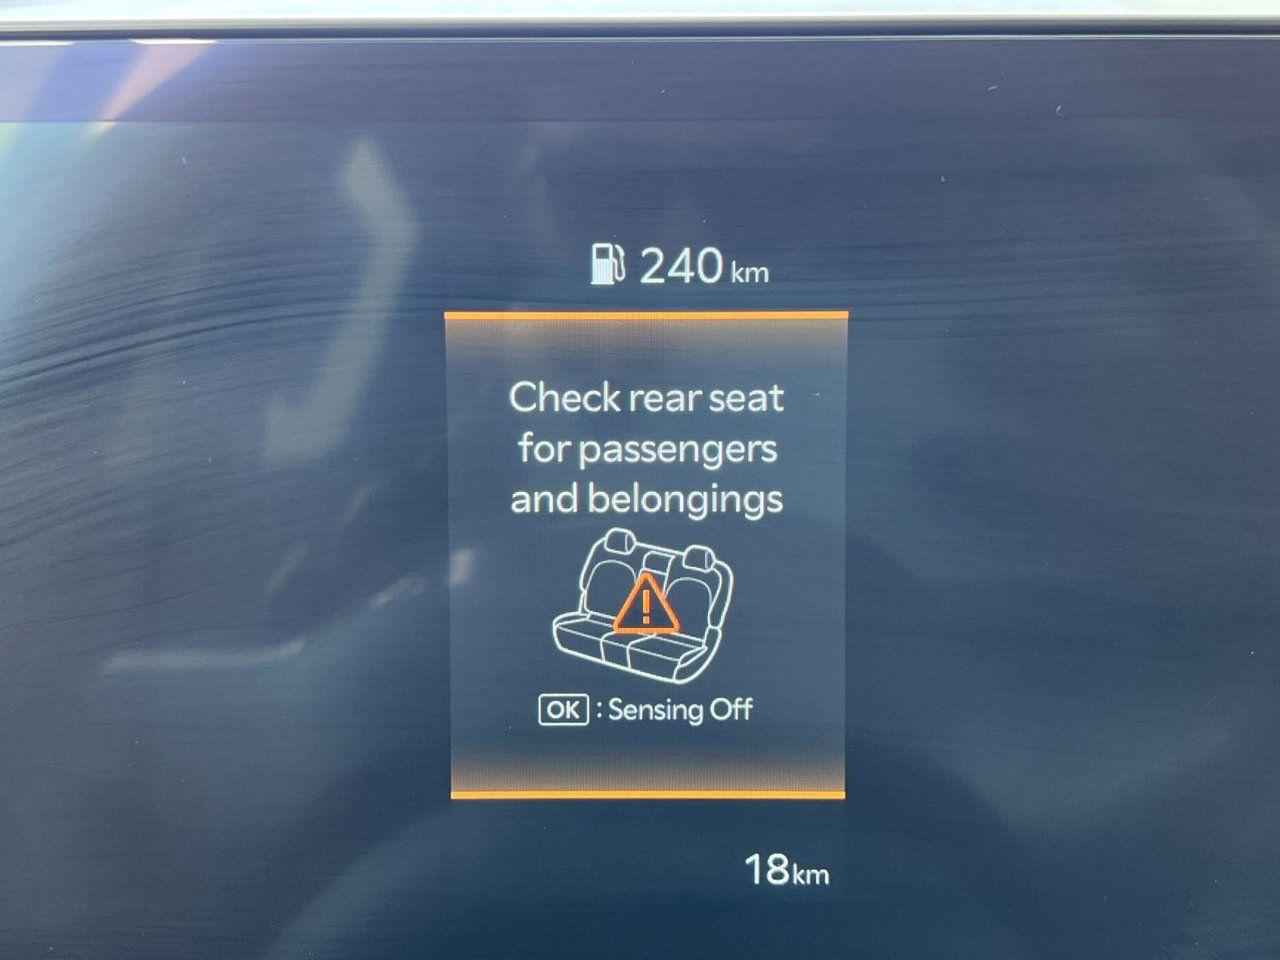 240 km
Check rear seat
for passengers
and belongings
!
OK : Sensing Off
18km